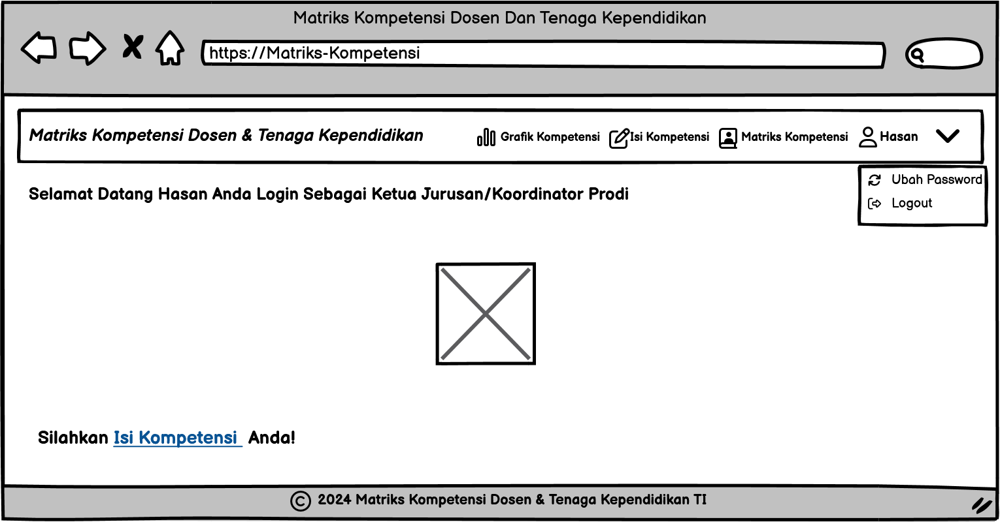 Matriks Kompetensi Dosen Dan Tenaga Kependidikan
https://Matriks-Kompetensi
Matriks Kompetensi Dosen & Tenaga Kependidikan Grafik Kompetensi Isi Kompetensi Matriks Kompetensi Hasan
Ubah Password
Selamat Datang Hasan Anda Login Sebagai Ketua Jurusan/Koordinator Prodi
Logout
Silahkan Isi Kompetensi Anda!
© 2024 Matriks Kompetensi Dosen & Tenaga Kependidikan TI